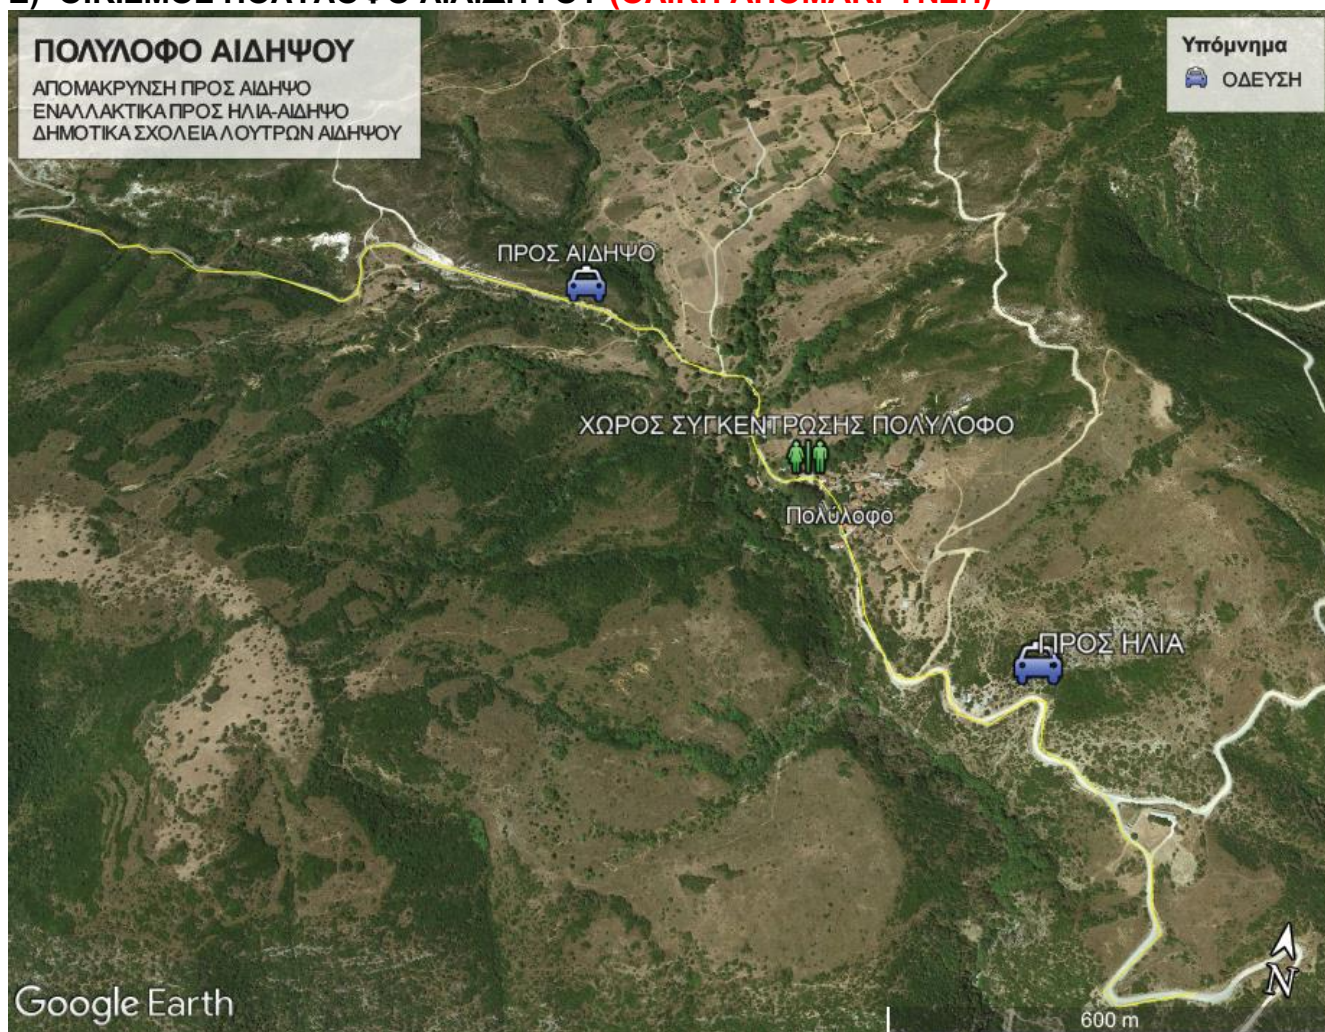 ΠΟΛΥΛΟΦΟ ΑΙΔΗΨΟΥ
ΑΠΟΜΑΚΡΥΝΣΗ ΠΡΟΣ ΑΙΔΗΨΟ
ΕΝΑΛΛΑΚΤΙΚΑ ΠΡΟΣ ΗΛΙΑ-ΑΙΔΗΨΟ
ΔΗΜΟΤΙΚΑ ΣΧΟΛΕΙΑ ΛΟΥΤΡΩΝ ΑΙΔΗΨΟΥ
Υπόμνημα
ΟΔΕΥΣΗ
ΠΡΟΣ ΑΙΔΗΨΟ
ΧΩΡΟΣ ΣΥΓΚΕΝΤΡΩΣΗΣ ΠΟΛΥΛΟΦΟ
Πολύλοφο
ΠΡΟΣ ΗΛΙΑ
N
Google Earth
600 m